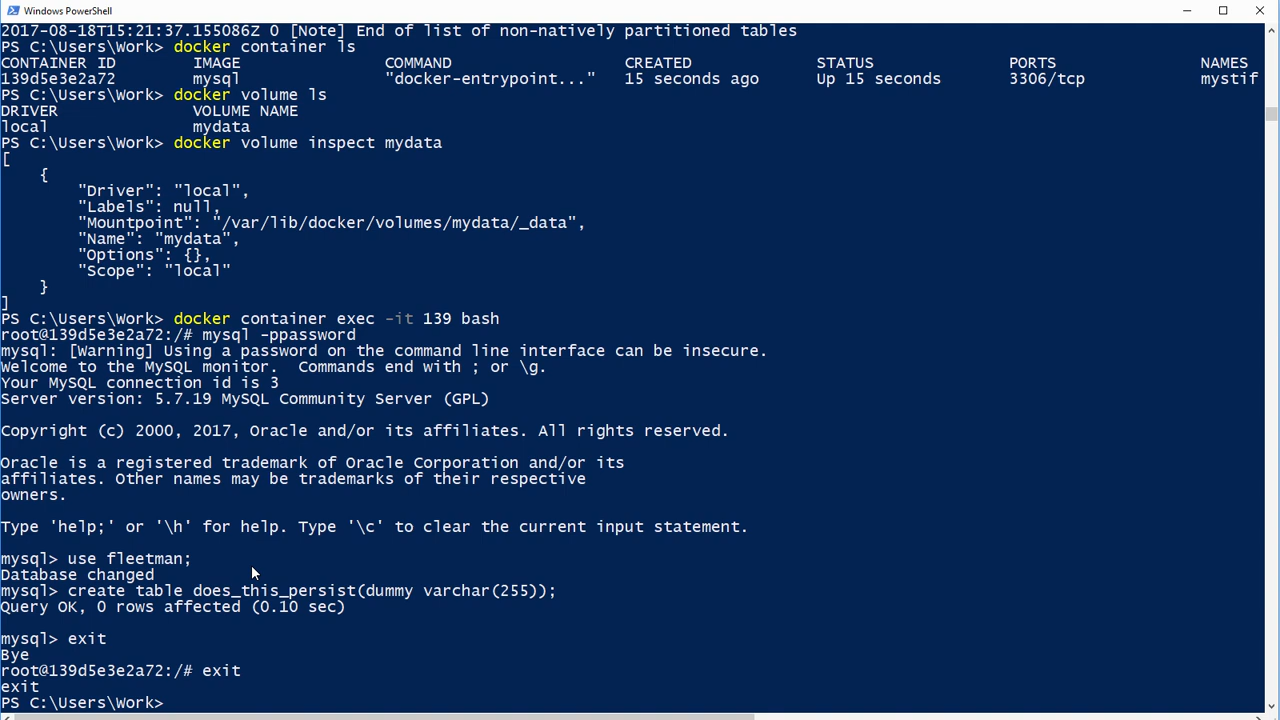 Windows PowerShell
2017-08-18T15:21:37.155086Z 0 [Note] End of list of non-natively partitioned tables
PS C:\Users\Work> docker container ls
CONTAINER ID        IMAGE               COMMAND                  CREATED             STATUS              PORTS               NAMES
139d5e3e2a72        mysql               "docker-entrypoint..."   15 seconds ago      Up 15 seconds       3306/tcp            mystif
PS C:\Users\Work> docker volume ls
DRIVER              VOLUME NAME
local               mydata
PS C:\Users\Work> docker volume inspect mydata
[
    {
        "Driver": "local",
        "Labels": null,
        "Mountpoint": "/var/lib/docker/volumes/mydata/_data",
        "Name": "mydata",
        "Options": {},
        "Scope": "local"
    }
]
PS C:\Users\Work> docker container exec -it 139 bash
root@139d5e3e2a72:/# mysql -ppassword
mysql: [Warning] Using a password on the command line interface can be insecure.
Welcome to the MySQL monitor.  Commands end with ; or \g.
Your MySQL connection id is 3
Server version: 5.7.19 MySQL Community Server (GPL)
Copyright (c) 2000, 2017, Oracle and/or its affiliates. All rights reserved.
Oracle is a registered trademark of Oracle Corporation and/or its
affiliates. Other names may be trademarks of their respective
owners.
Type 'help;' or '\h' for help. Type '\c' to clear the current input statement.
mysql> use fleetman;
Database changed
mysql> create table does_this_persist(dummy varchar(255));
Query OK, 0 rows affected (0.10 sec)
mysql> exit
Bye
root@139d5e3e2a72:/# exit
exit
PS C:\Users\Work>